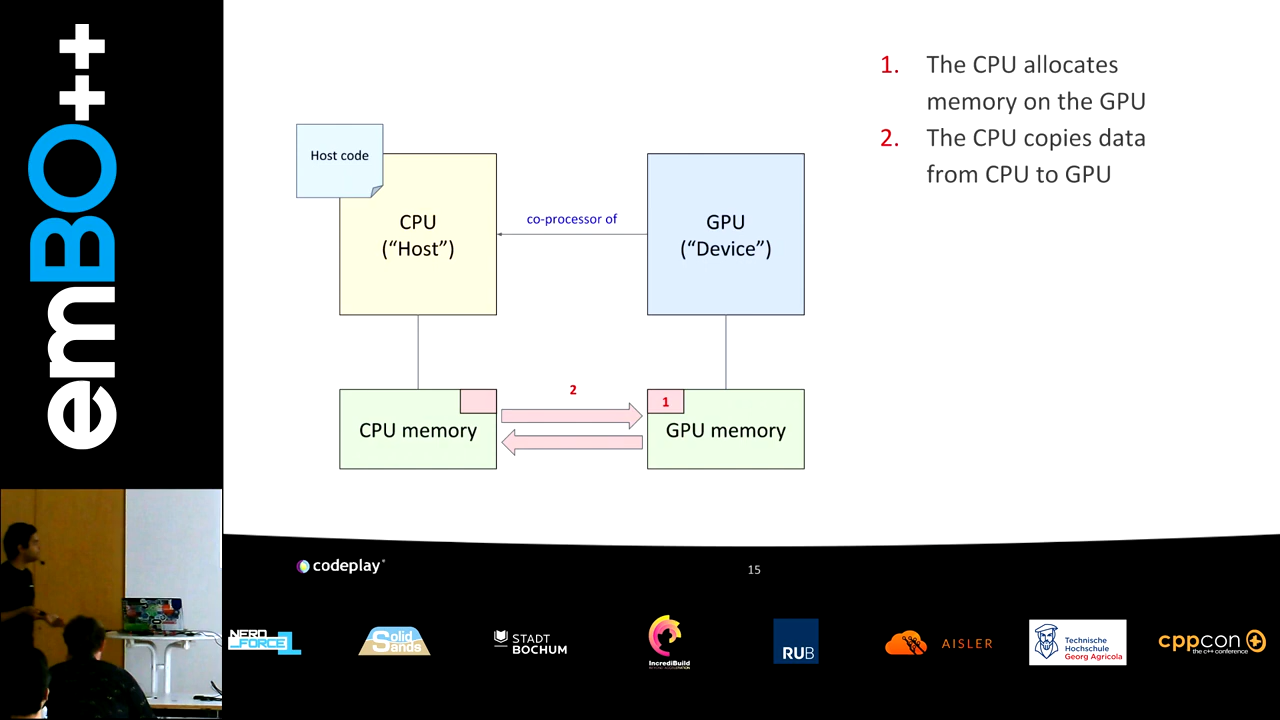 emBO++
1. The CPU allocates
memory on the GPU
2. The CPU copies data
from CPU to GPU
Host code
CPU
(“Host”)
co-processor of
GPU
(“Device”)
2
1
CPU memory
GPU memory
codeplay®
15
NERD
FORCE1
Solid
Sands
STADT
BOCHUM
IncrediBuild
RUB
AISLER
Technische
Hochschule
Georg Agricola
cppcon
the c++ conference